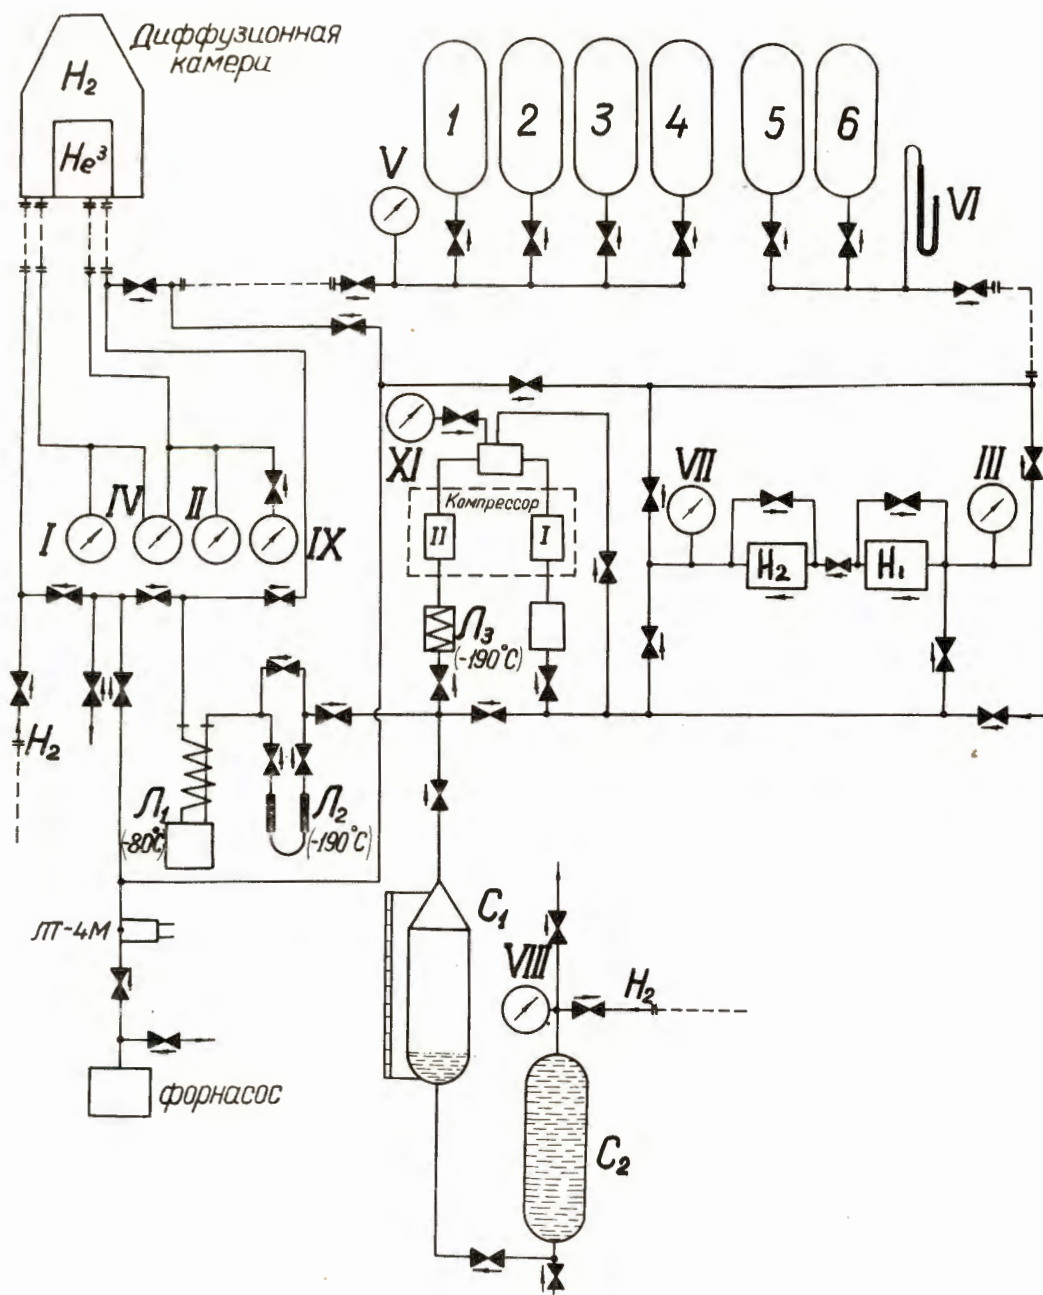 Диффузионная
камери
H₂
He³
1
2
3
4
5
6
V
VI
XI
VII
III
Компрессор
II
I
I
IV
II
IX
H₂
H₁
Л₃
(-190°С)
H₂
Л₁
(-80°С)
Л₂
(-190°С)
ЛТ-4М
C₁
VIII
H₂
форнасос
C₂